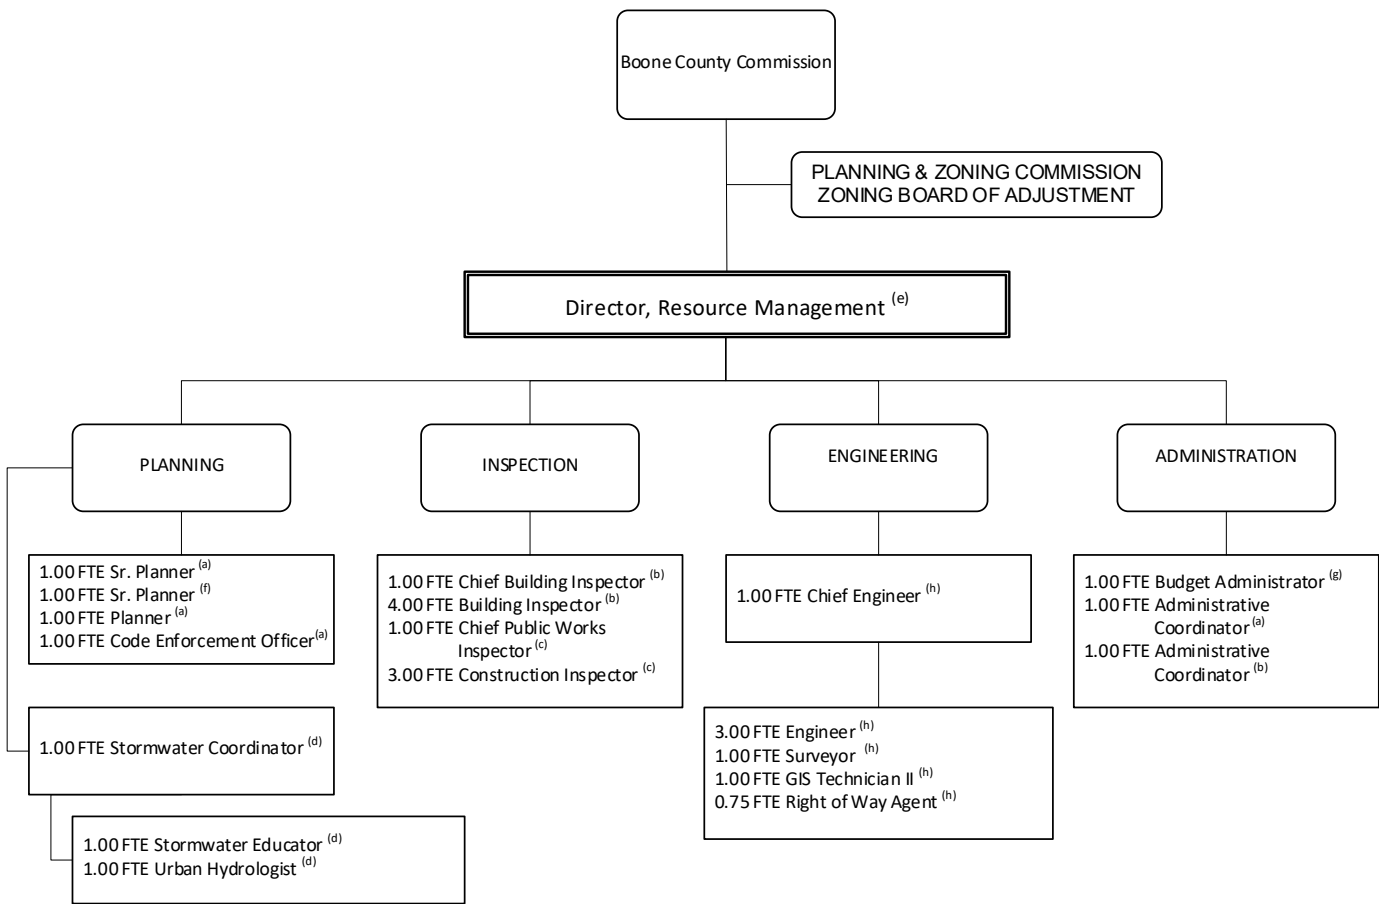 Boone County Commission
PLANNING & ZONING COMMISSION
ZONING BOARD OF ADJUSTMENT
Director, Resource Management (e)
PLANNING
INSPECTION
ENGINEERING
ADMINISTRATION
1.00 FTE Sr. Planner (a)
1.00 FTE Sr. Planner (f)
1.00 FTE Planner (a)
1.00 FTE Code Enforcement Officer(a)
1.00 FTE Stormwater Coordinator (d)
1.00 FTE Stormwater Educator (d)
1.00 FTE Urban Hydrologist (d)
1.00 FTE Chief Building Inspector (b)
4.00 FTE Building Inspector (b)
1.00 FTE Chief Public Works
Inspector (c)
3.00 FTE Construction Inspector (c)
1.00 FTE Chief Engineer (h)
3.00 FTE Engineer (h)
1.00 FTE Surveyor (h)
1.00 FTE GIS Technician II (h)
0.75 FTE Right of Way Agent (h)
1.00 FTE Budget Administrator (g)
1.00 FTE Administrative
Coordinator (a)
1.00 FTE Administrative
Coordinator (b)